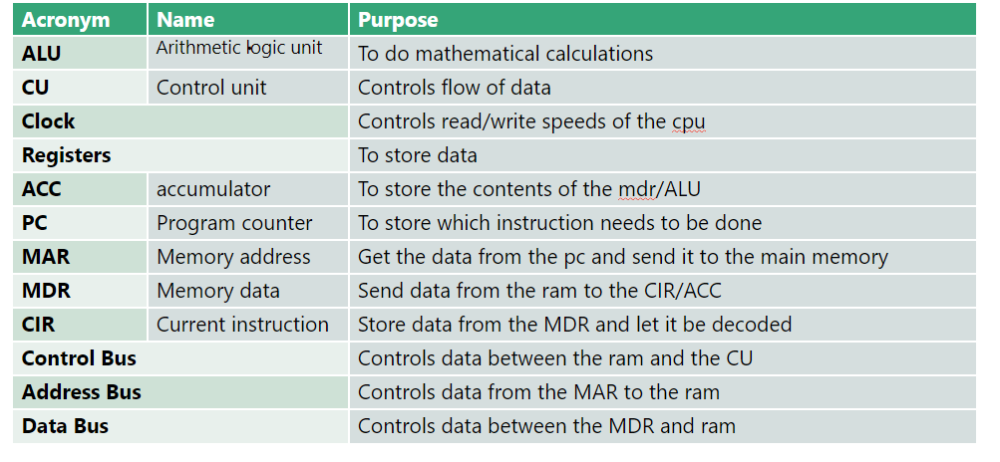 Acronym Name Purpose
ALU Arithmetic logic unit To do mathematical calculations
CU Control unit Controls flow of data
Clock Controls read/write speeds of the cpu
Registers To store data
ACC accumulator To store the contents of the mdr/ALU
PC Program counter To store which instruction needs to be done
MAR Memory address Get the data from the pc and send it to the main memory
MDR Memory data Send data from the ram to the CIR/ACC
CIR Current instruction Store data from the MDR and let it be decoded
Control Bus Controls data between the ram and the CU
Address Bus Controls data from the MAR to the ram
Data Bus Controls data between the MDR and ram